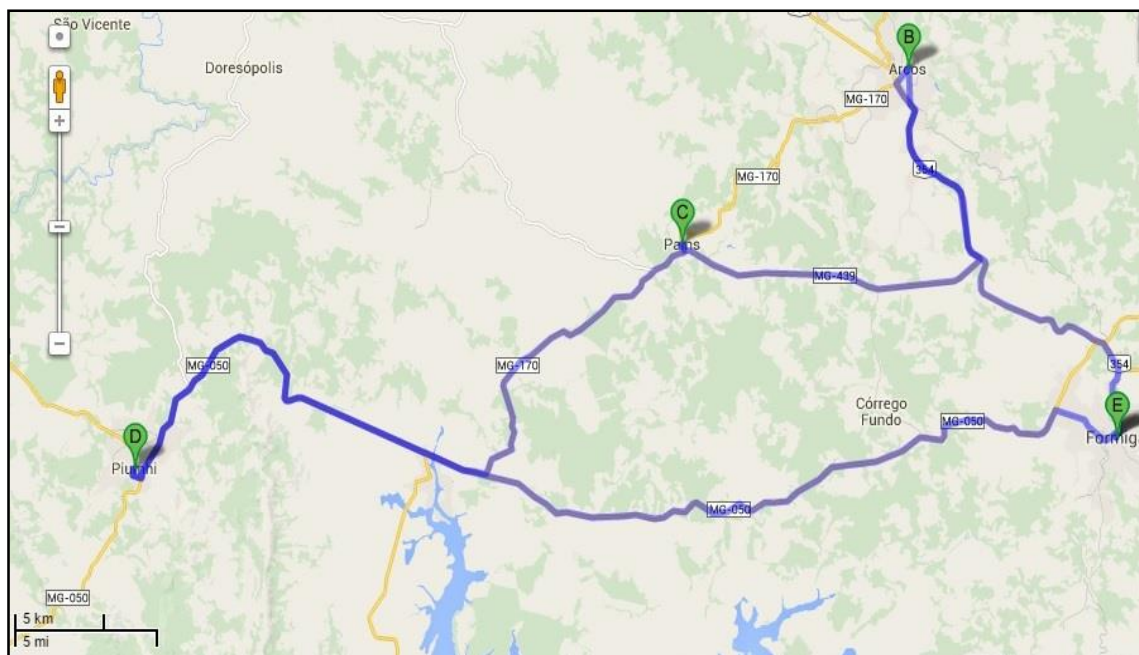 São Vicente
Doresópolis
B
Arcos
MG-170
MG-170
354
C
Pains
MG-439
MG-050
MG-170
354
D
Piumhi
Córrego
Fundo
MG-050
E
Formiga
MG-050
MG-050
5 km
5 mi